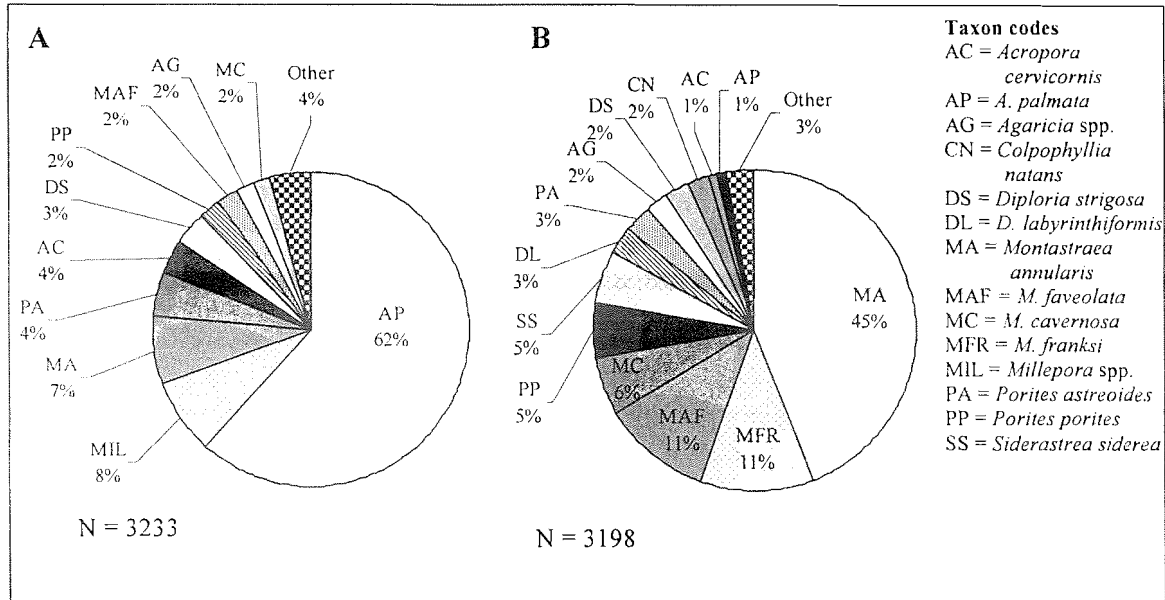 A
AG
2%
MC
2%
Other
4%
MAF
2%
PP
2%
DS
3%
AC
4%
PA
4%
MA
7%
MIL
8%
AP
62%
N = 3233
B
AC
1%
AP
1%
Other
3%
CN
2%
DS
2%
AG
2%
PA
3%
DL
3%
SS
5%
PP
5%
MC
6%
MAF
11%
MFR
11%
MA
45%
N = 3198
Taxon codes
AC = Acropora
cervicornis
AP = A. palmata
AG = Agaricia spp.
CN = Colpophyllia
natans
DS = Diploria strigosa
DL = D. labyrinthiformis
MA = Montastraea
annularis
MAF = M. faveolata
MC = M. cavernosa
MFR = M. franksi
MIL = Millepora spp.
PA = Porites astreoides
PP = Porites porites
SS = Siderastrea siderea